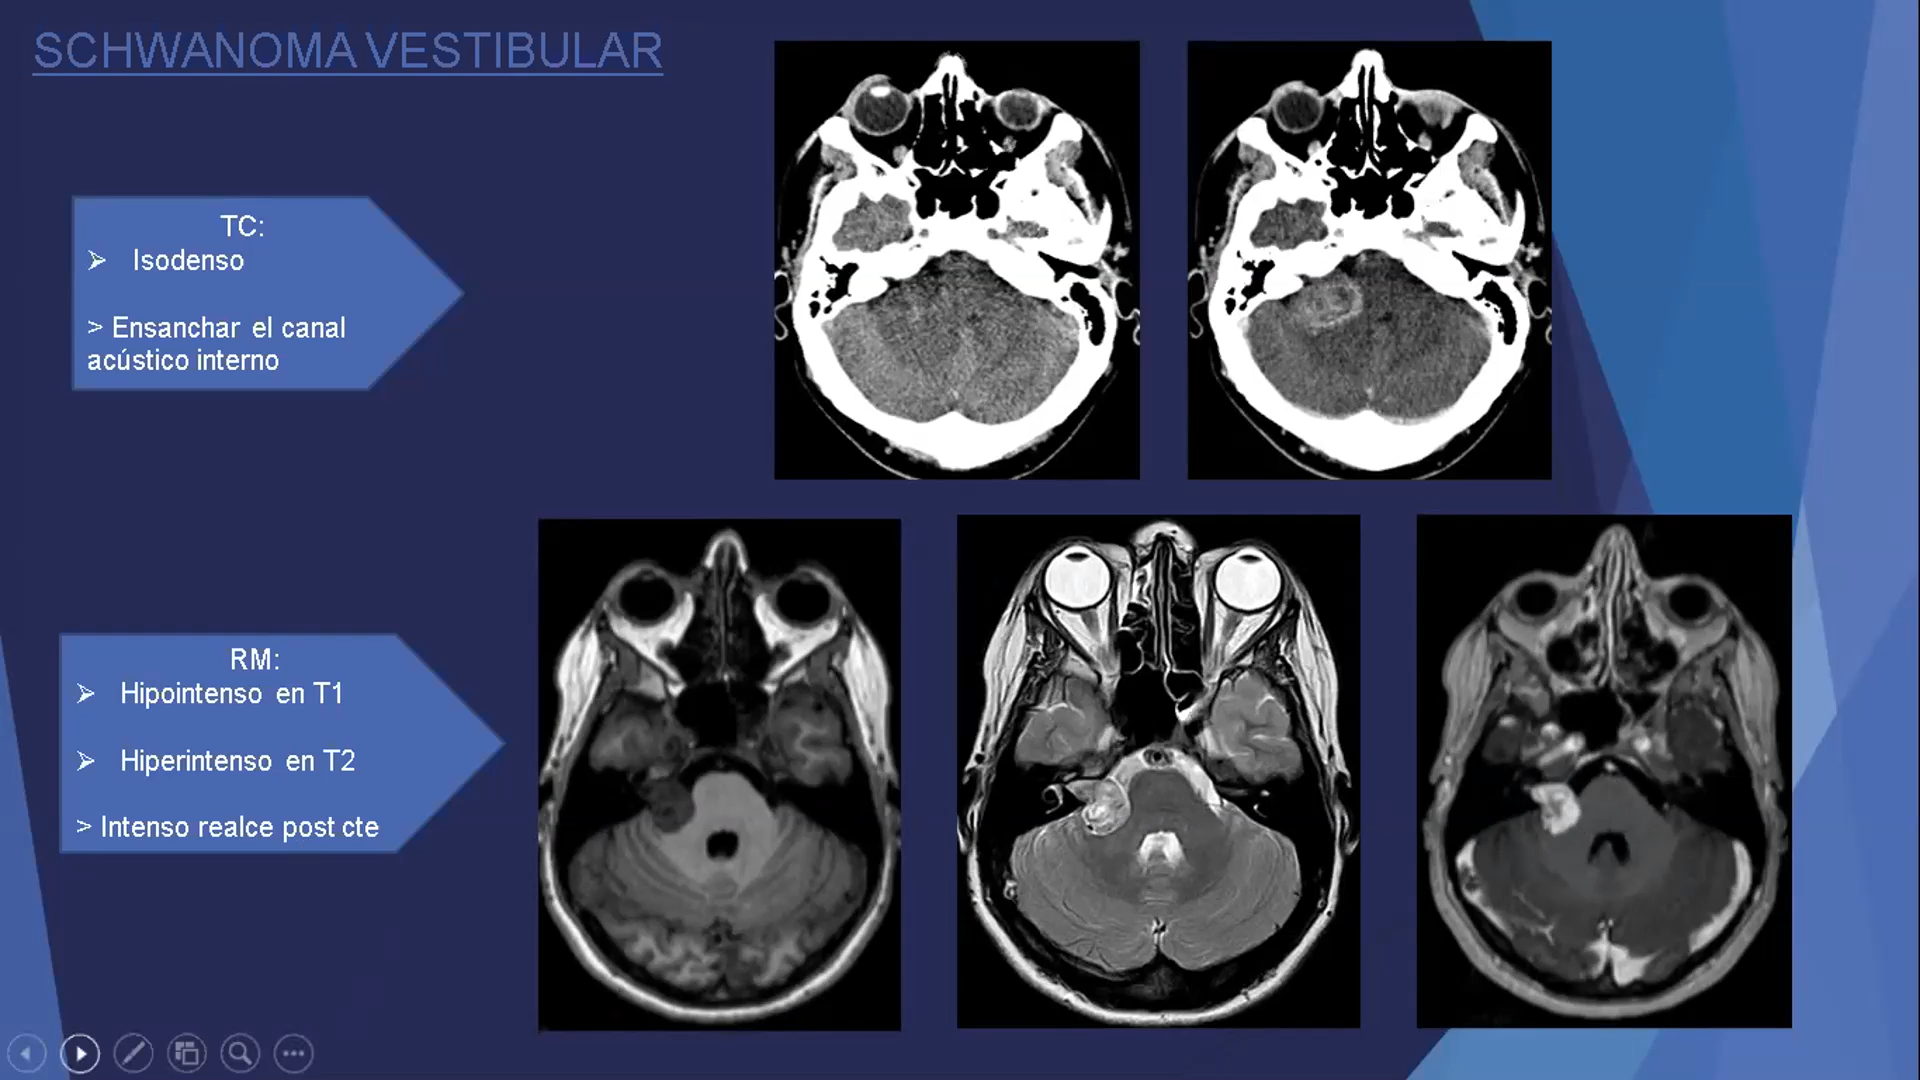 SCHWANOMA VESTIBULAR
TC:
➢ Isodenso
> Ensanchar el canal
acústico interno
RM:
➢ Hipointenso en T1
➢ Hiperintenso en T2
> Intenso realce post cte